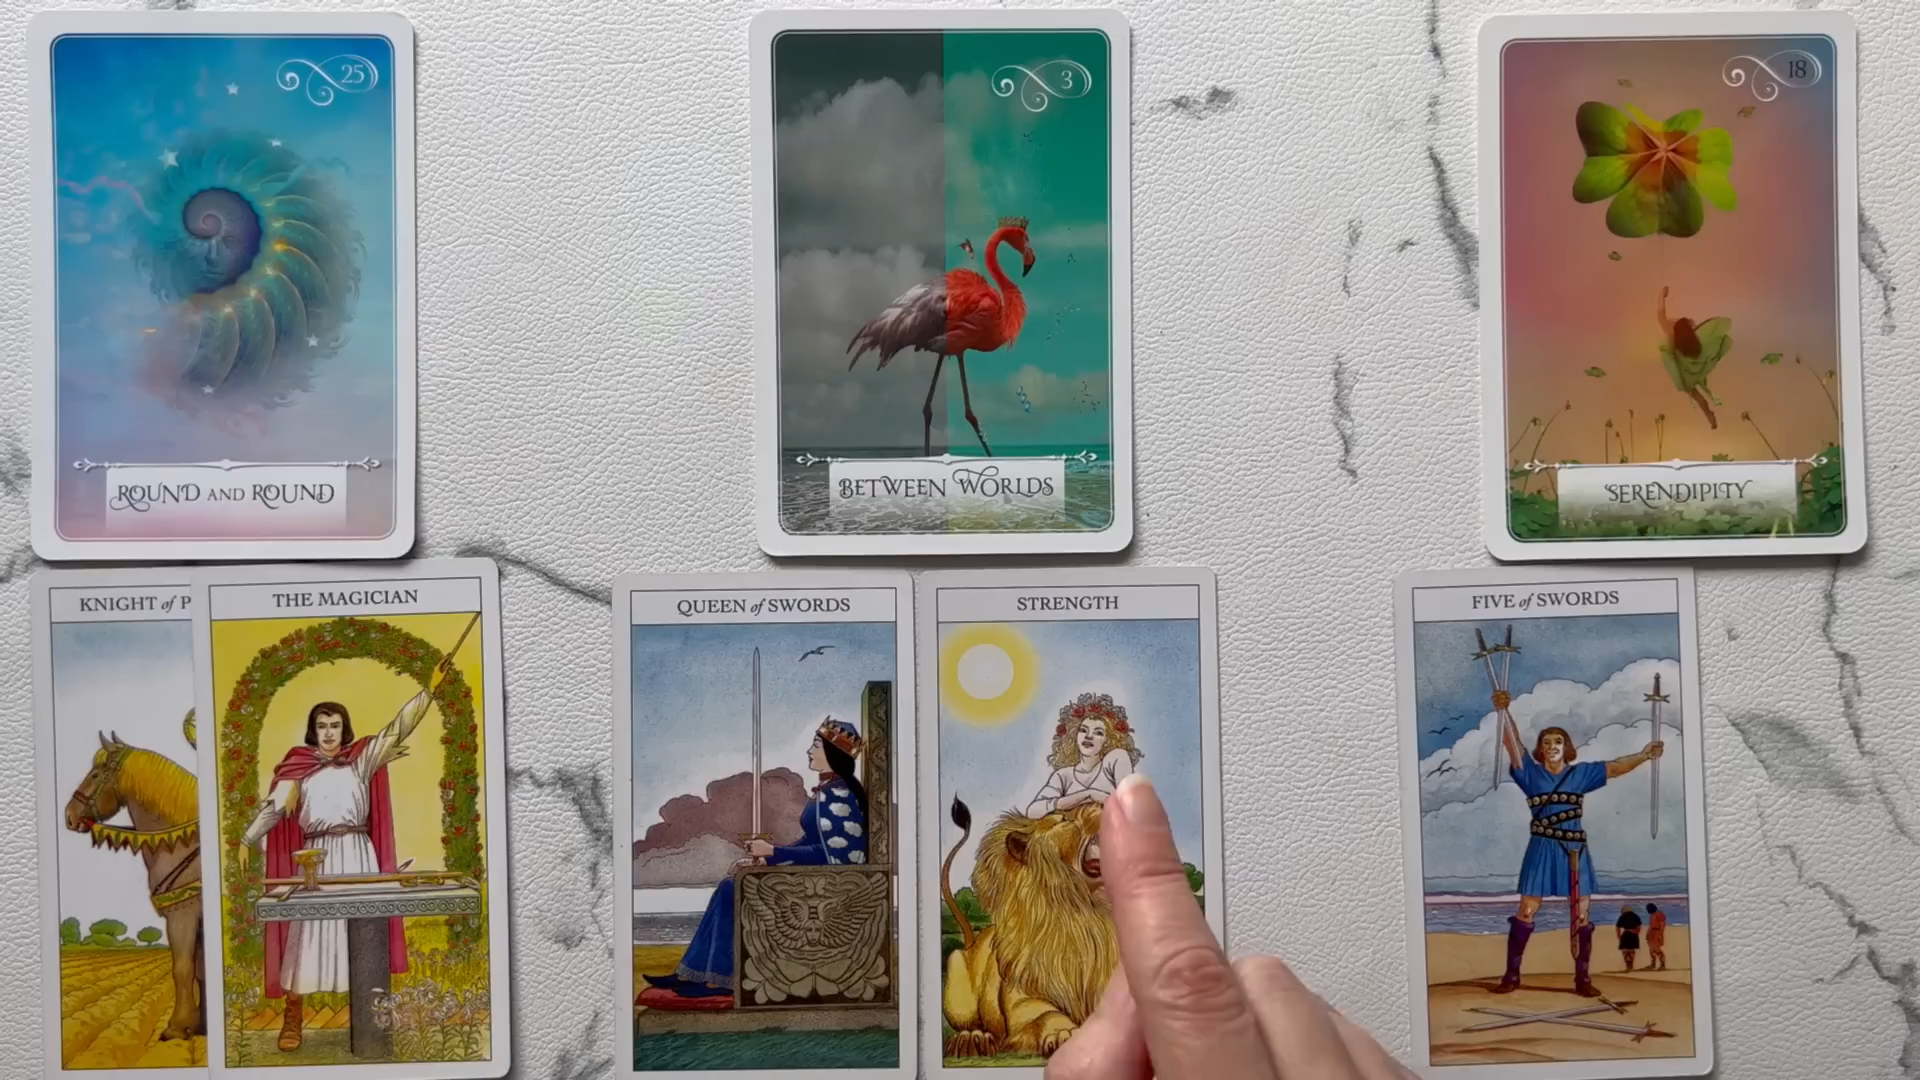 25
ROUND AND ROUND
3
BETWEEN WORLDS
18
SERENDIPITY
KNIGHT of P
THE MAGICIAN
QUEEN of SWORDS
STRENGTH
FIVE of SWORDS